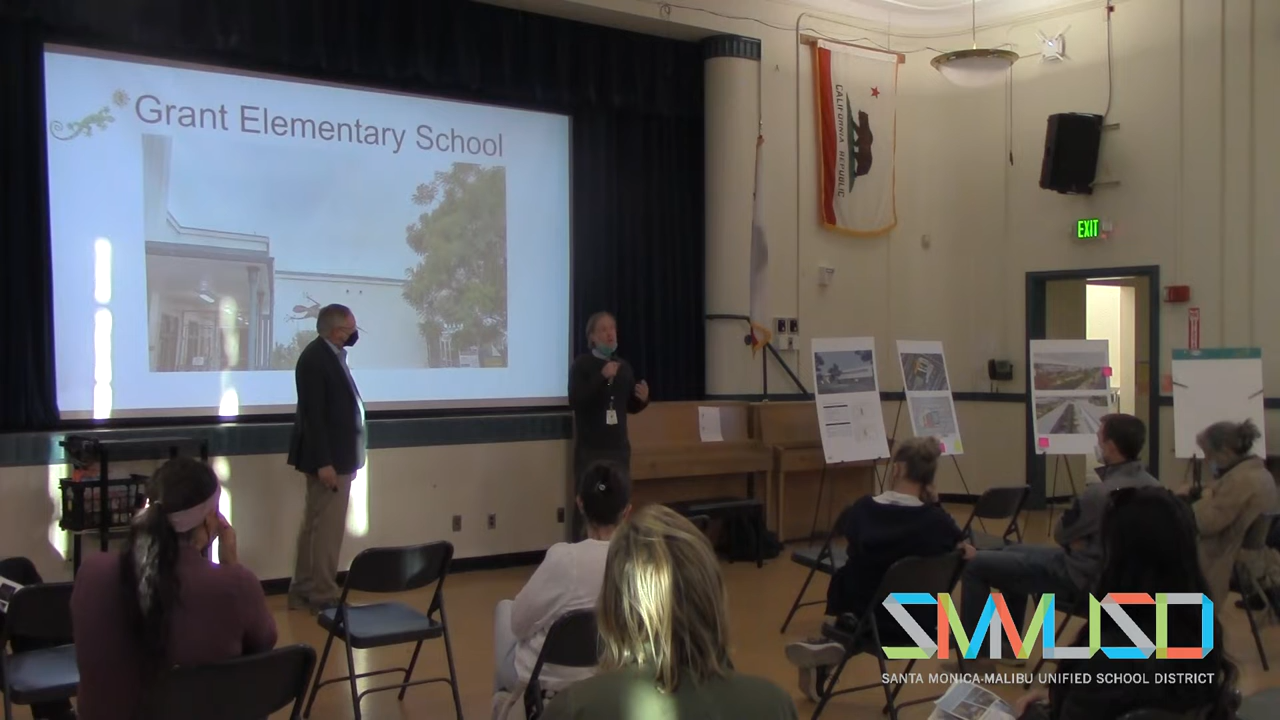 Grant Elementary School
CALIFORNIA REPUBLIC
EXIT
SMMUSD
SANTA MONICA-MALIBU UNIFIED SCHOOL DISTRICT